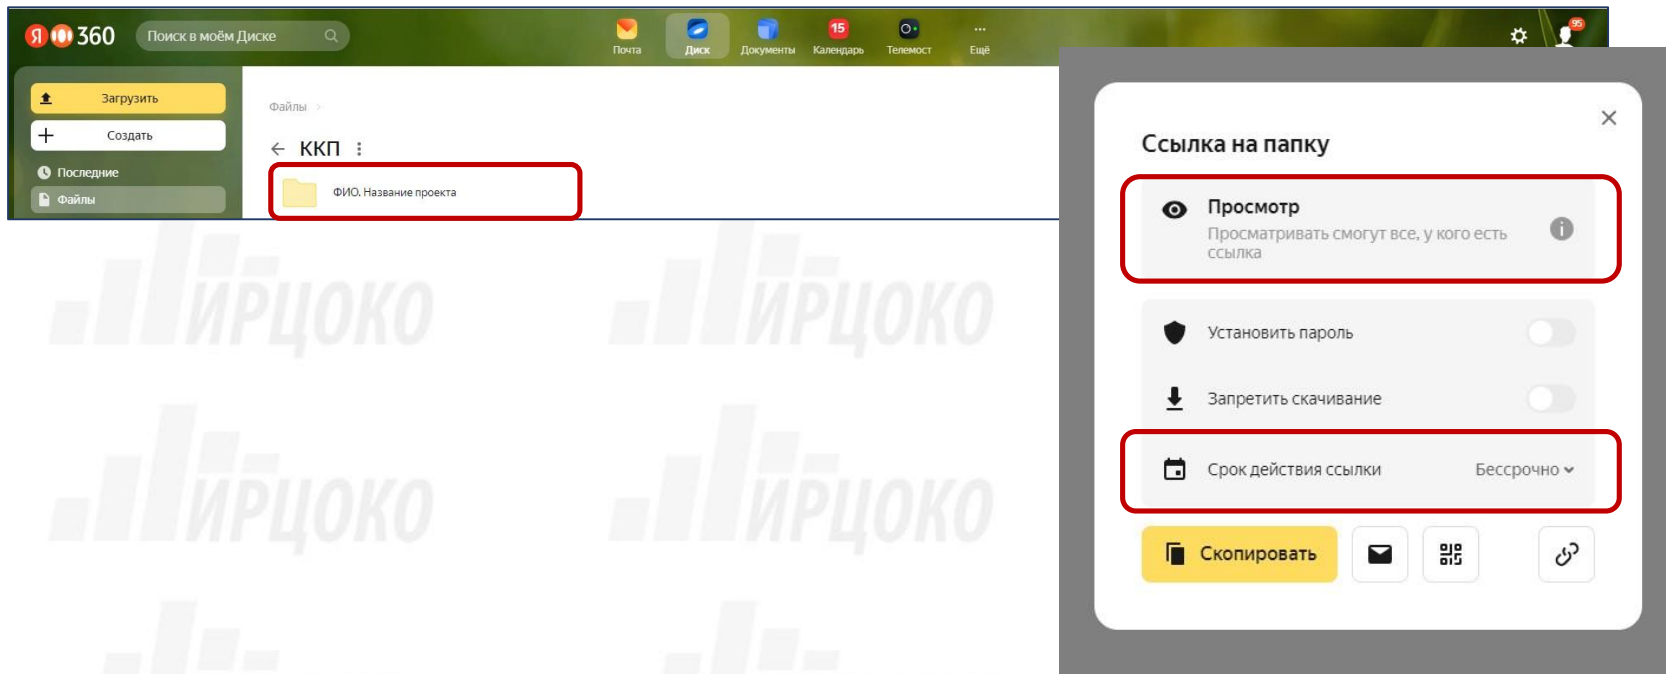 Я 360
Поиск в моём Диске
Почта
Диск
Документы
15
Календарь
Телемост
Ещё
95
Загрузить
Создать
Последние
Файлы
Файлы >
← ККП
ФИО. Название проекта
Ссылка на папку
Просмотр
Просматривать смогут все, у кого есть
ссылка
Установить пароль
Запретить скачивание
Срок действия ссылки Бессрочно
Скопировать
ИРЦОКО
ИРЦОКО
ИРЦОКО
ИРЦОКО